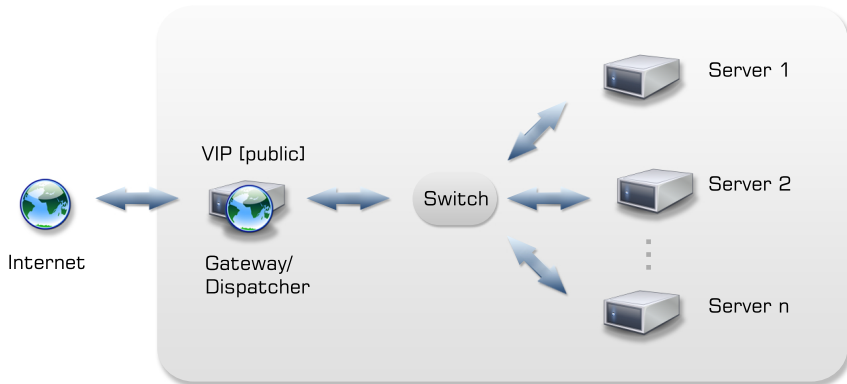 Server 1
VIP [public]
Server 2
Switch
Internet
Gateway/
Dispatcher
Server n